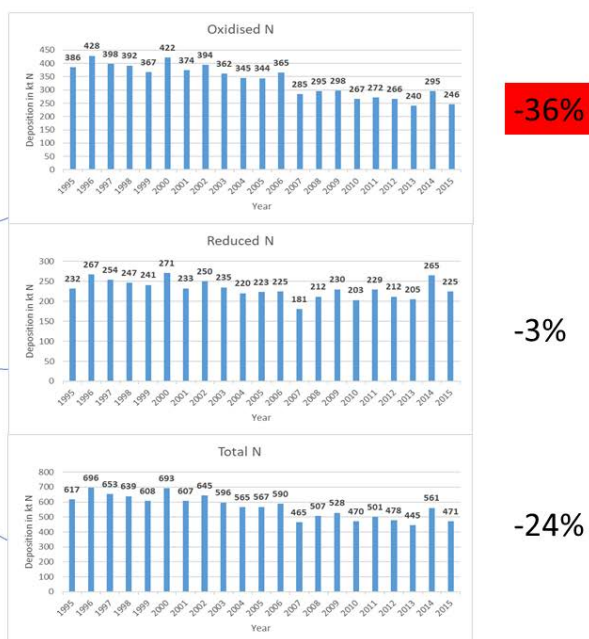 Oxidised N
Deposition in kt N
450
400
350
300
250
200
150
100
50
0
386 428 398 392 367 422 374 394 362 345 344 365 285 295 298 267 272 266 240 295 246
1995 1996 1997 1998 1999 2000 2001 2002 2003 2004 2005 2006 2007 2008 2009 2010 2011 2012 2013 2014 2015
Year
-36%
Reduced N
Deposition in kt N
300
250
200
150
100
50
0
232 267 254 247 241 271 233 250 235 220 223 225 181 212 230 203 229 212 205 265 225
1995 1996 1997 1998 1999 2000 2001 2002 2003 2004 2005 2006 2007 2008 2009 2010 2011 2012 2013 2014 2015
Year
-3%
Total N
Deposition in kt N
800
700
600
500
400
300
200
100
0
617 696 653 639 608 693 607 645 596 565 567 590 465 507 528 470 501 478 445 561 471
1995 1996 1997 1998 1999 2000 2001 2002 2003 2004 2005 2006 2007 2008 2009 2010 2011 2012 2013 2014 2015
Year
-24%